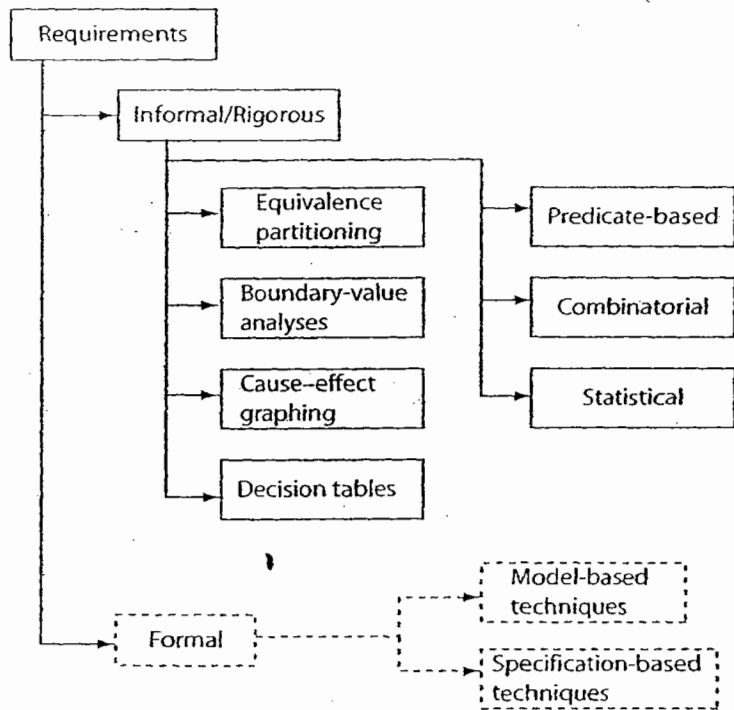 Requirements
Informal/Rigorous
Equivalence
partitioning
Boundary-value
analyses
Cause–effect
graphing
Decision tables
Predicate-based
Combinatorial
Statistical
Formal
Model-based
techniques
Specification-based
techniques